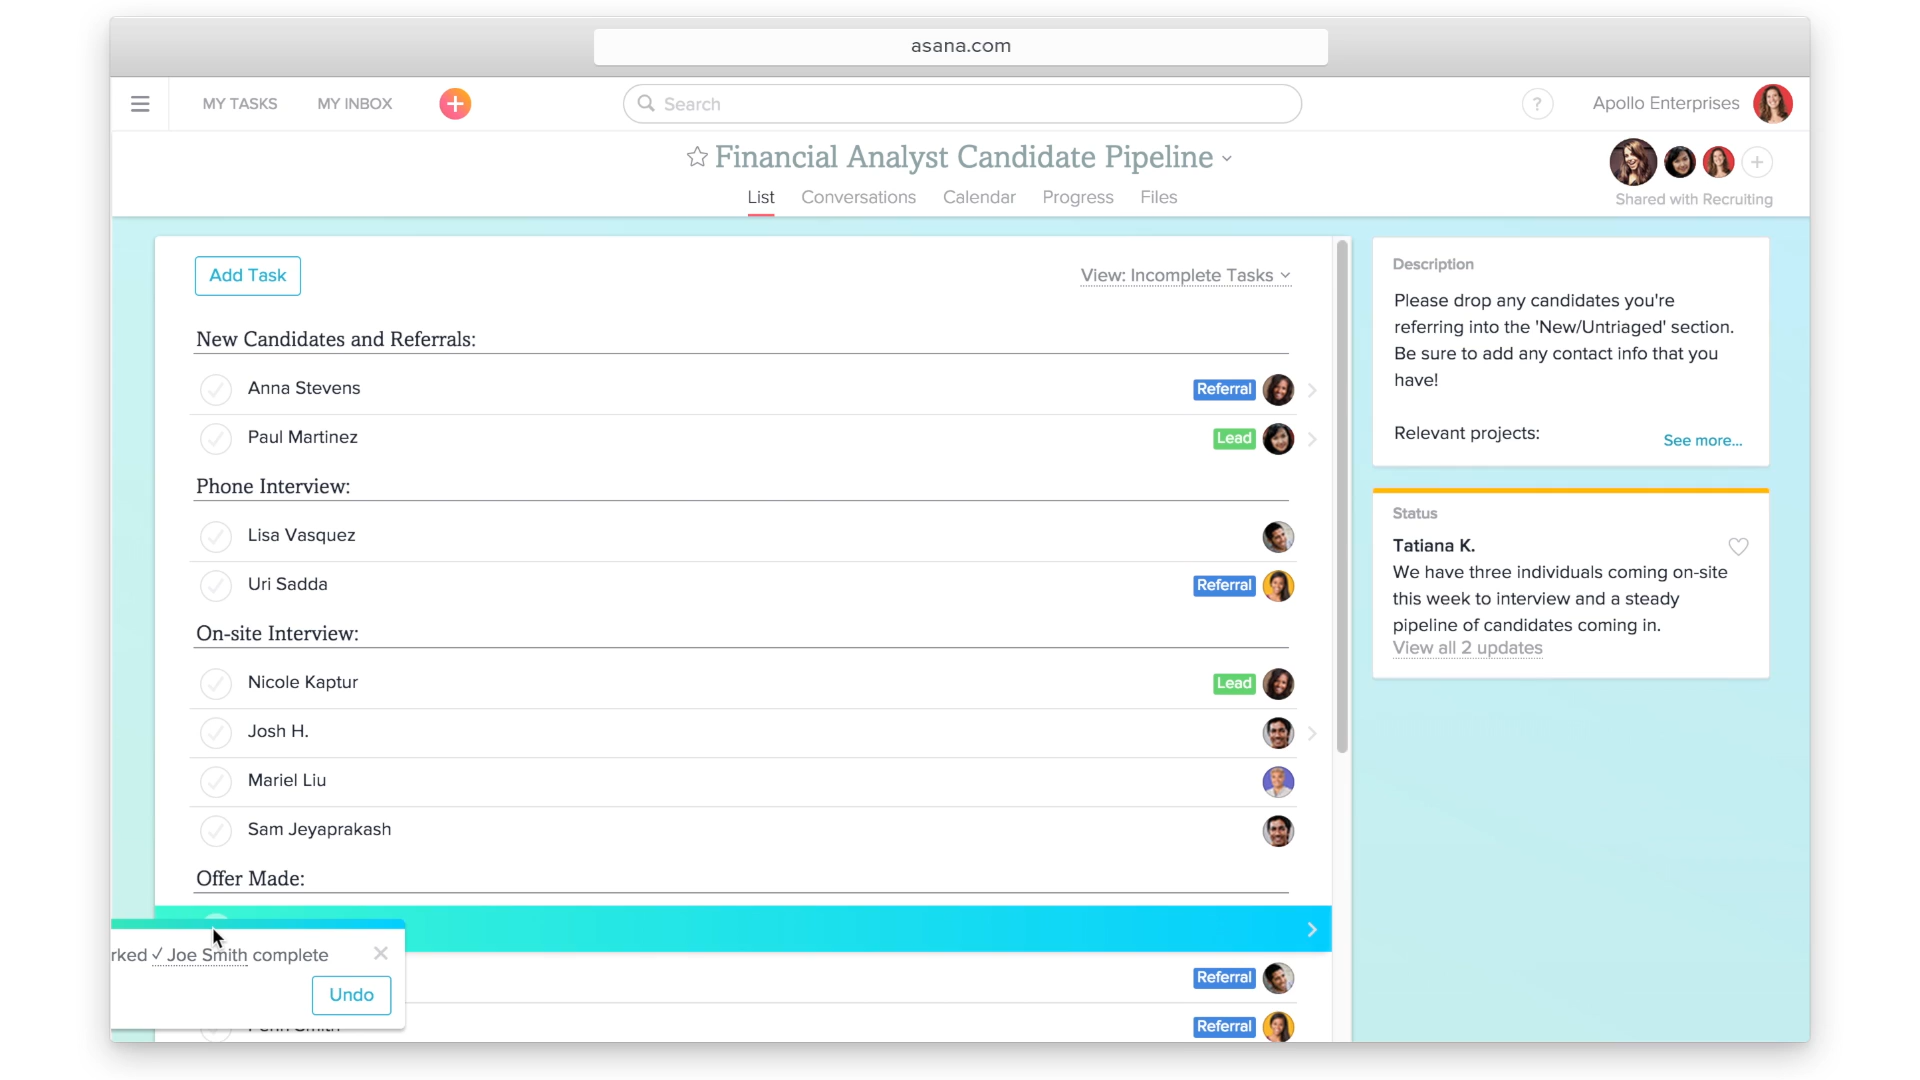 asana.com
MY TASKS
MY INBOX
Search
?
Apollo Enterprises
Financial Analyst Candidate Pipeline
List
Conversations
Calendar
Progress
Files
Shared with Recruiting
Add Task
View: Incomplete Tasks
New Candidates and Referrals:
Anna Stevens
Referral
Paul Martinez
Lead
Phone Interview:
Lisa Vasquez
Uri Sadda
Referral
On-site Interview:
Nicole Kaptur
Lead
Josh H.
Mariel Liu
Sam Jeyaprakash
Offer Made:
rked ✓ Joe Smith complete
Undo
Referral
Referral
Description
Please drop any candidates you're
referring into the 'New/Untriaged' section.
Be sure to add any contact info that you
have!
Relevant projects:
See more...
Status
Tatiana K.
We have three individuals coming on-site
this week to interview and a steady
pipeline of candidates coming in.
View all 2 updates